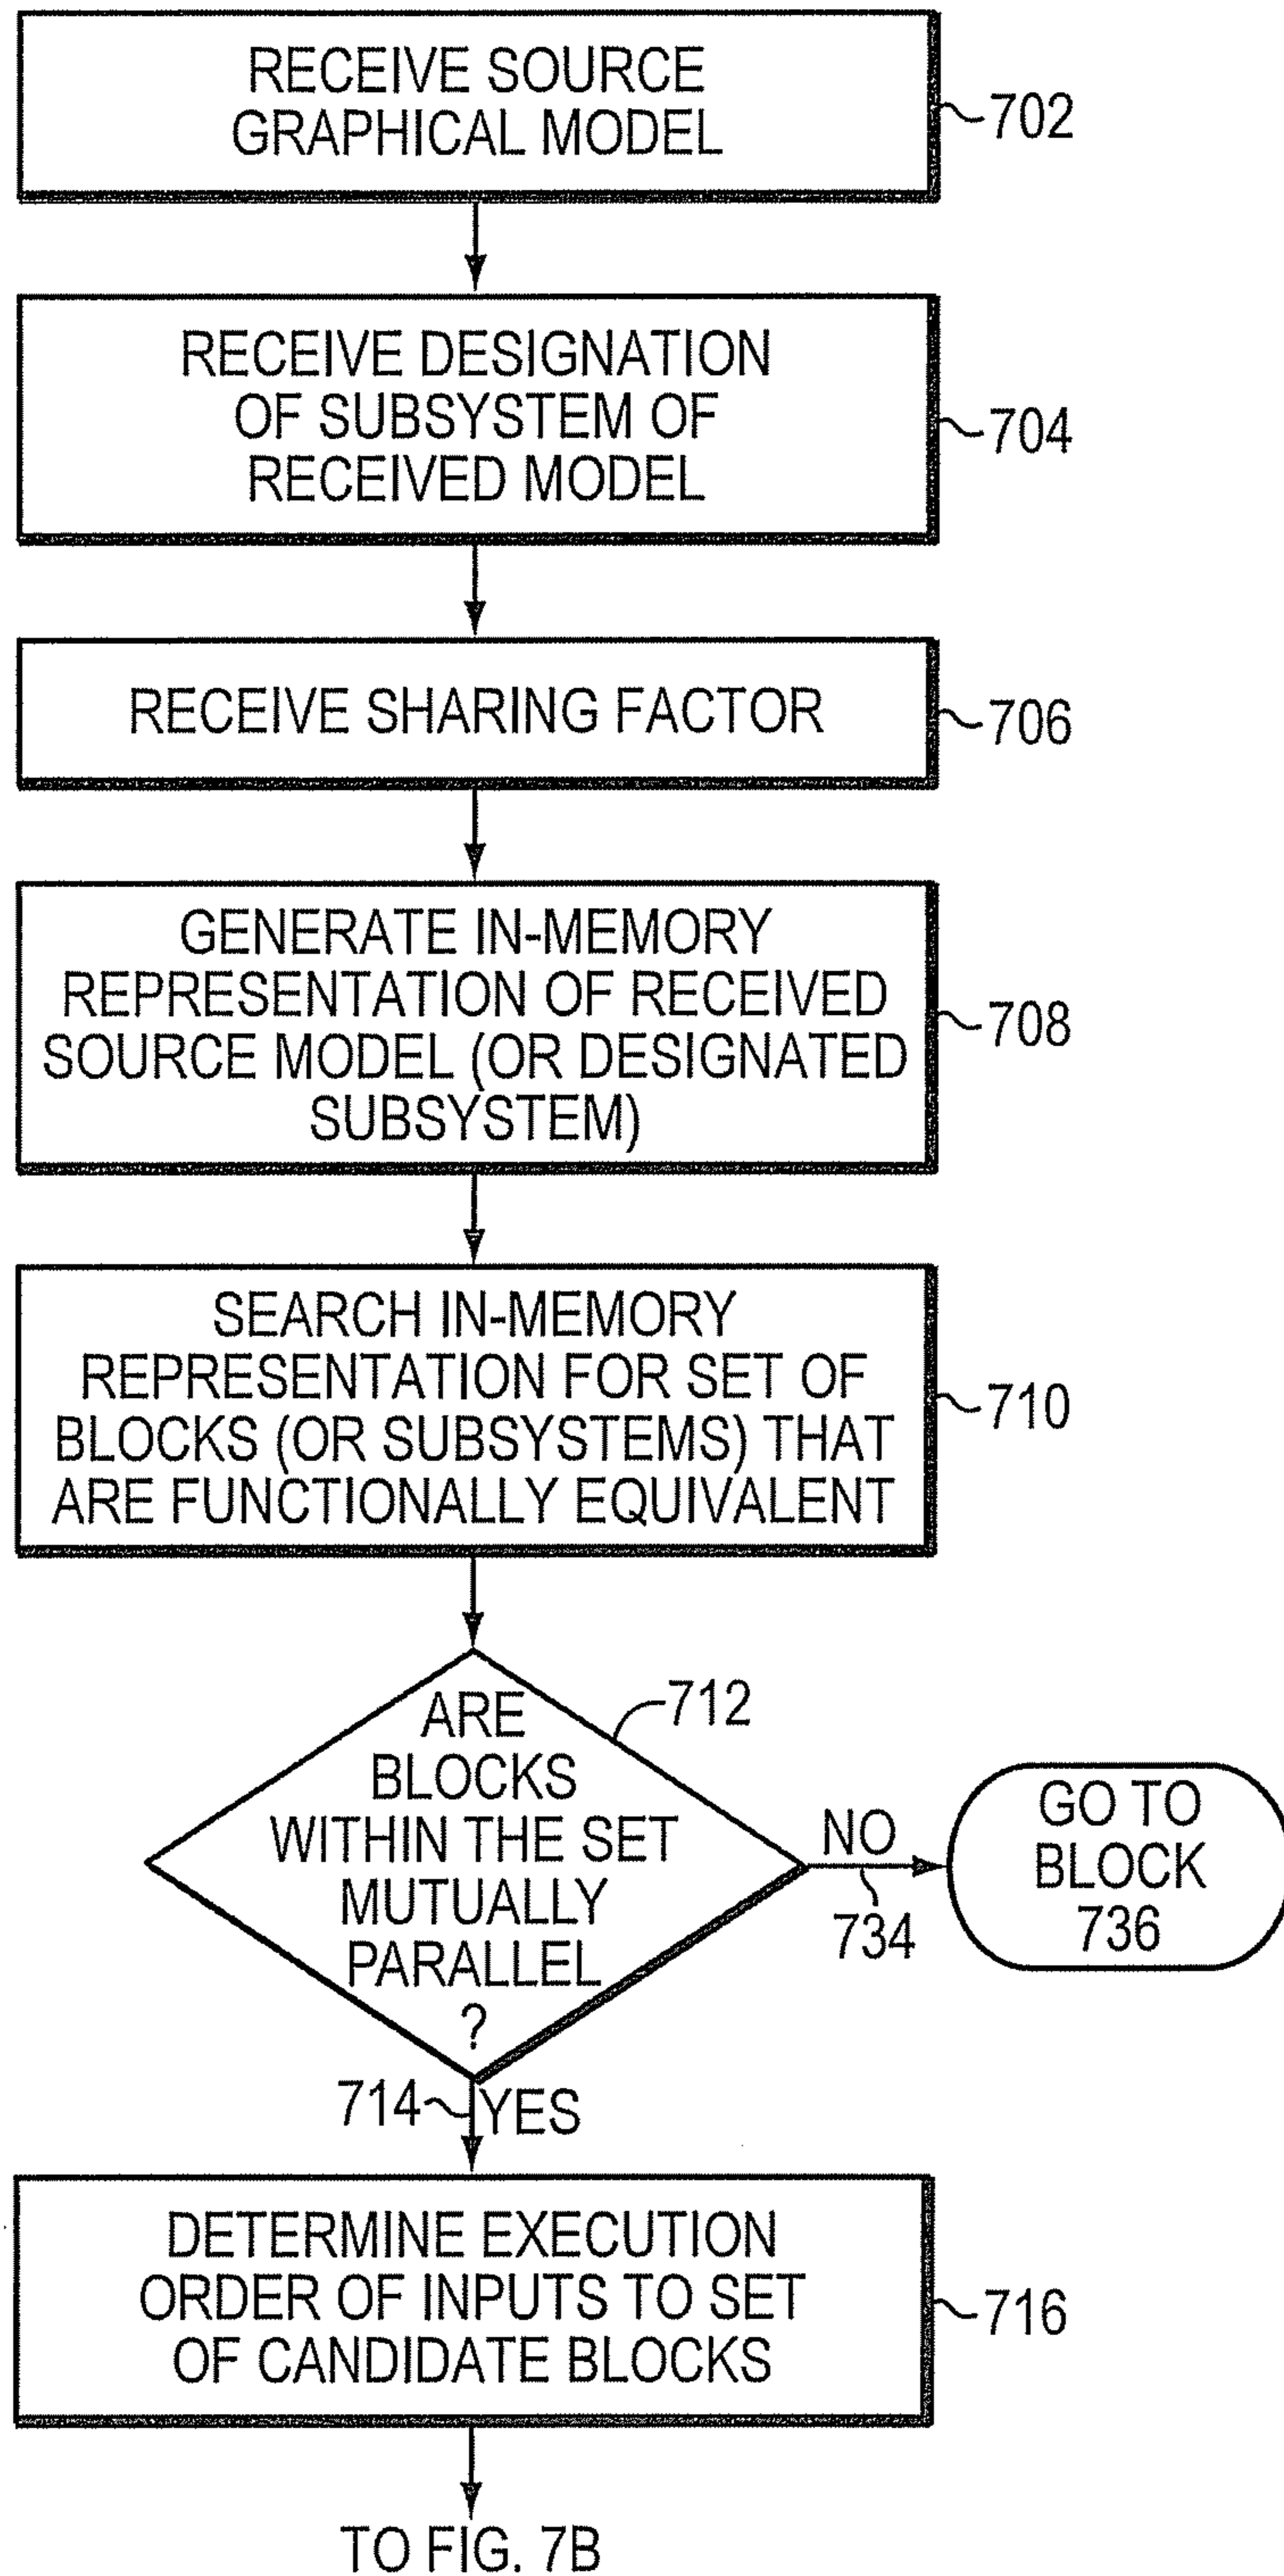 RECEIVE SOURCE
GRAPHICAL MODEL
702
RECEIVE DESIGNATION
OF SUBSYSTEM OF
RECEIVED MODEL
704
RECEIVE SHARING FACTOR
706
GENERATE IN-MEMORY
REPRESENTATION OF RECEIVED
SOURCE MODEL (OR DESIGNATED
SUBSYSTEM)
708
SEARCH IN-MEMORY
REPRESENTATION FOR SET OF
BLOCKS (OR SUBSYSTEMS) THAT
ARE FUNCTIONALLY EQUIVALENT
710
ARE
BLOCKS
WITHIN THE SET
MUTUALLY
PARALLEL
?
712
NO
734
GO TO
BLOCK
736
714
YES
DETERMINE EXECUTION
ORDER OF INPUTS TO SET
OF CANDIDATE BLOCKS
716
TO FIG. 7B